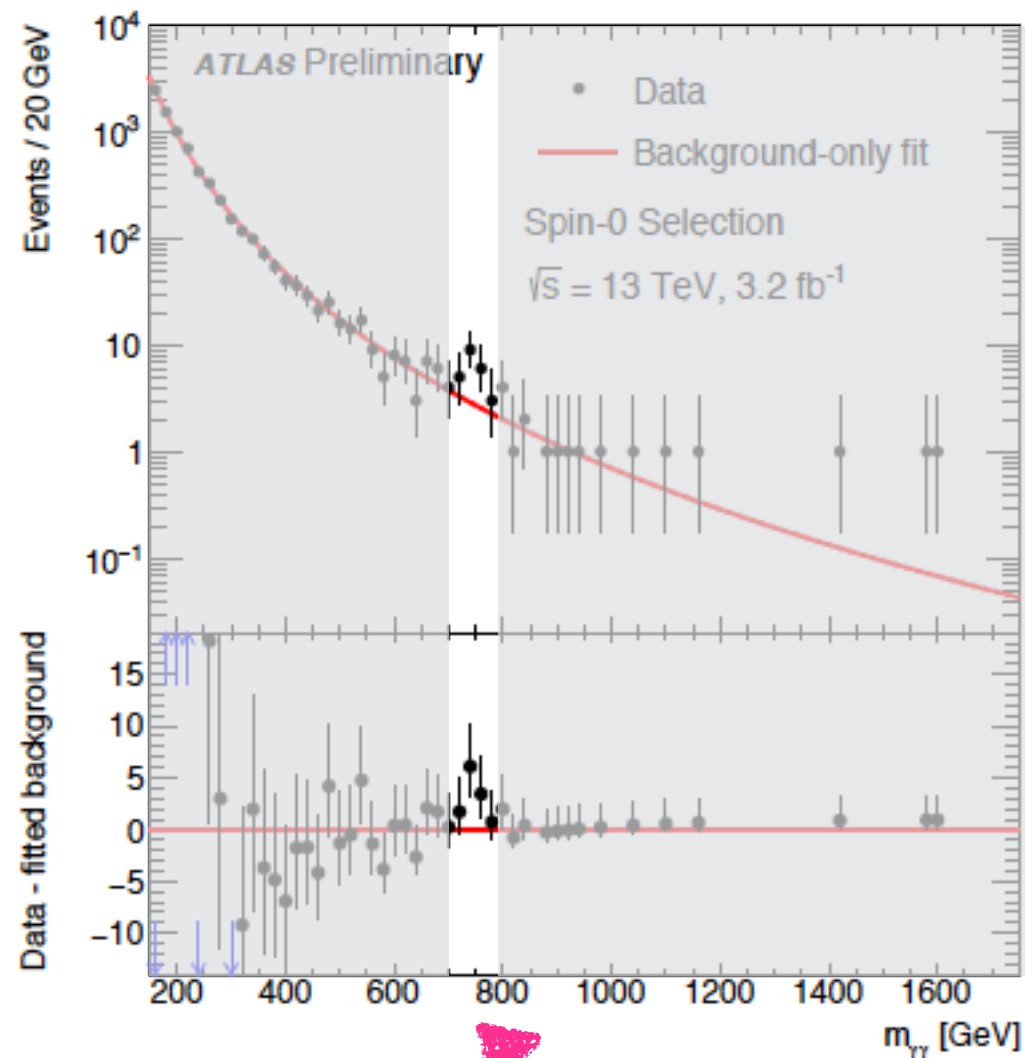 10⁴
ATLAS Preliminary
Data
10³
Background-only fit
Events / 20 GeV
Spin-0 Selection
10²
√s = 13 TeV, 3.2 fb⁻¹
10
1
10⁻¹
Data - fitted background
15
10
5
0
−5
−10
200 400 600 800 1000 1200 1400 1600
mγγ [GeV]